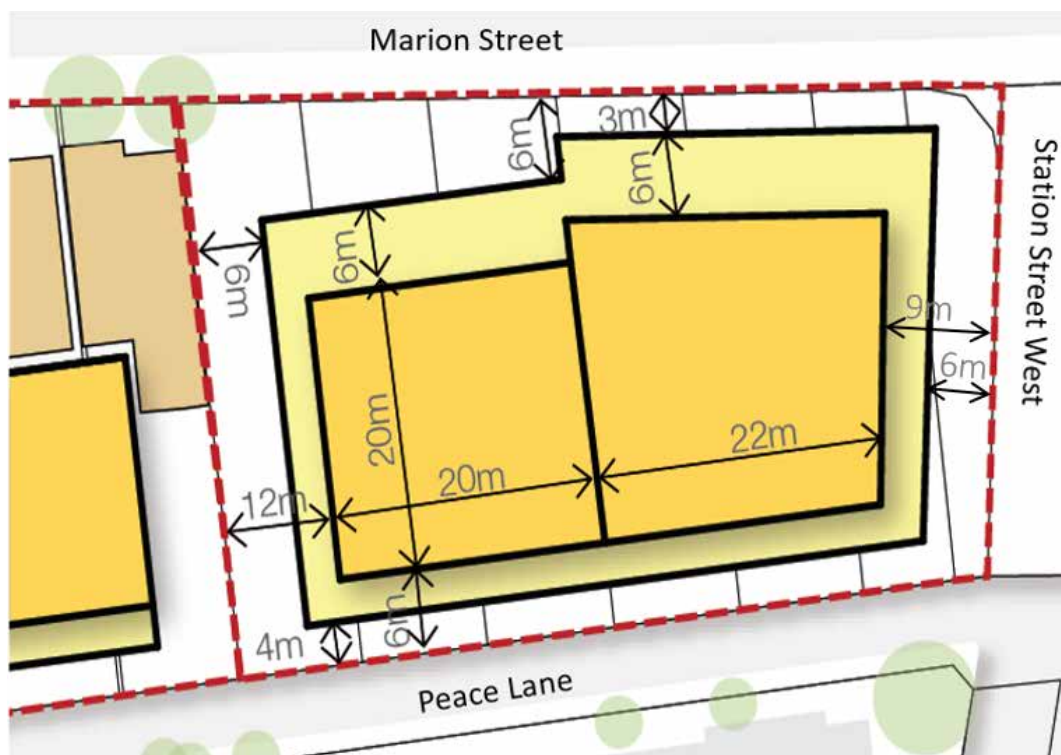 Marion Street
6m
3m
6m
6m
6m
9m
6m
Station Street West
20m
22m
20m
12m
6m
4m
Peace Lane